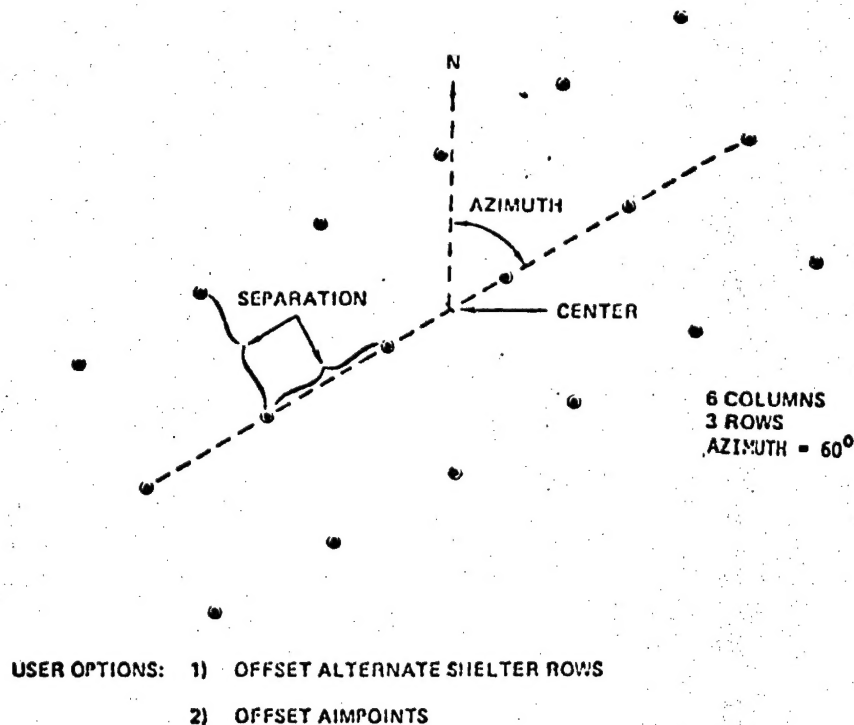 N
AZIMUTH
SEPARATION
CENTER
6 COLUMNS
3 ROWS
AZIMUTH = 60°
USER OPTIONS: 1) OFFSET ALTERNATE SHELTER ROWS
2) OFFSET AIMPOINTS